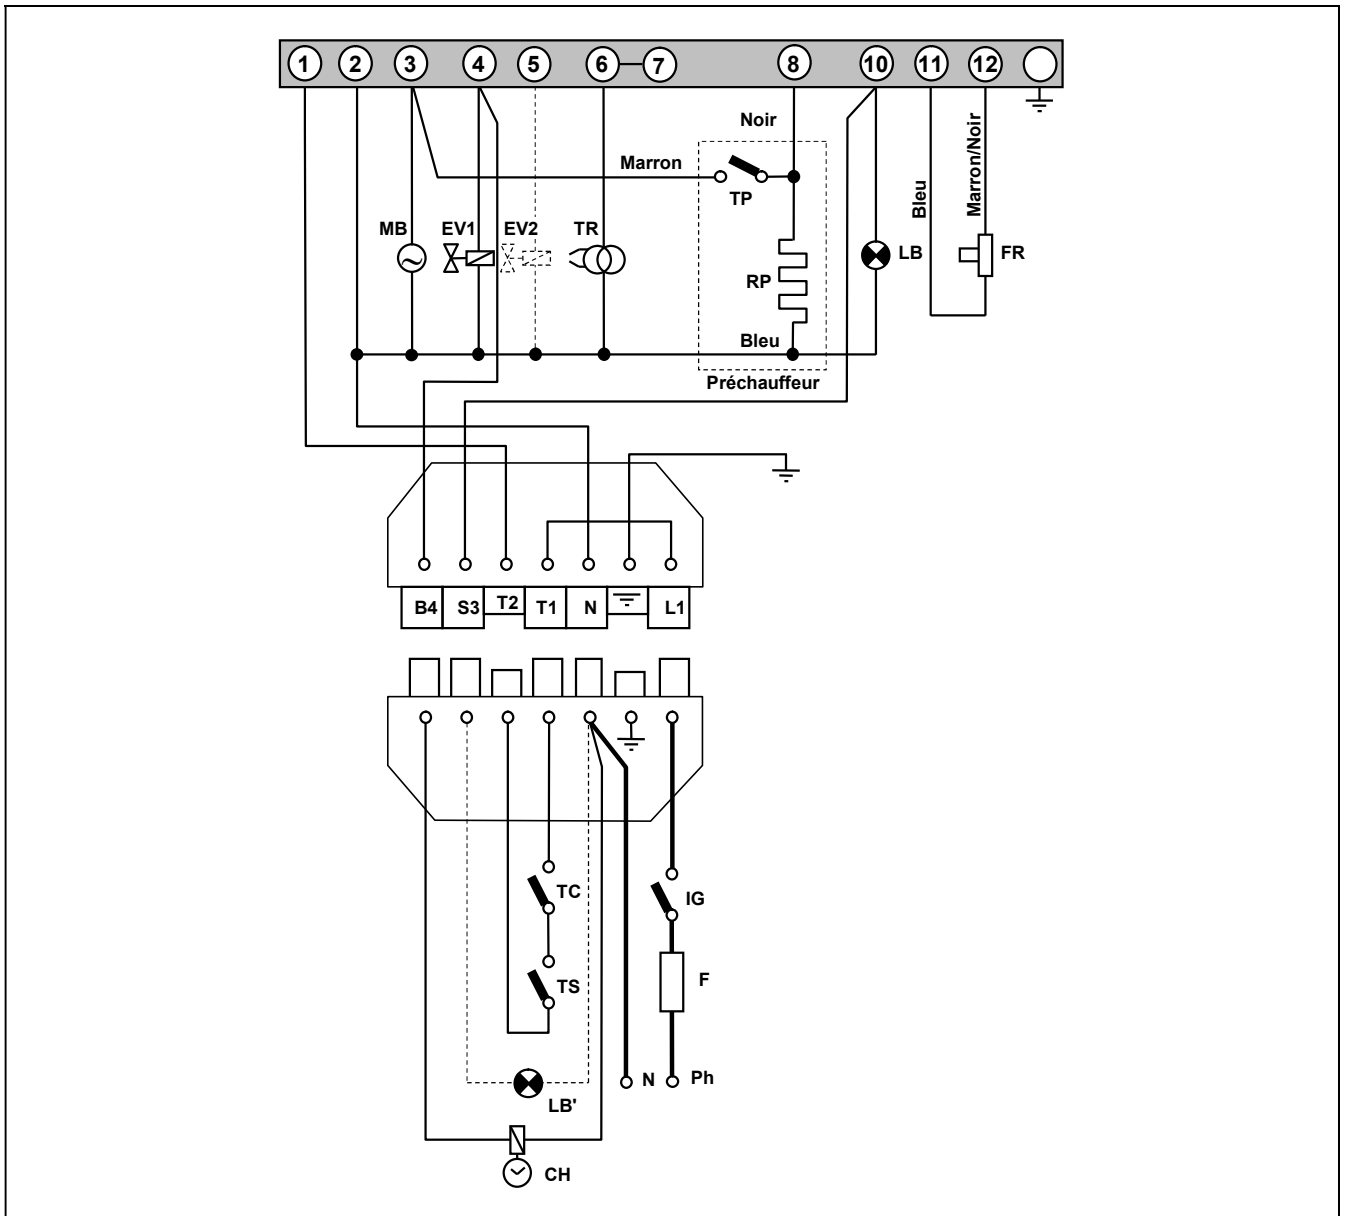 1 2 3 4 5 6 7 8 10 11 12
Noir
Marron
TP
Bleu
Marron/Noir
MB EV1 EV2 TR
LB
FR
RP
Bleu
Préchauffeur
B4 S3 T2 T1 N L1
TC
IG
TS
F
N
Ph
LB'
CH